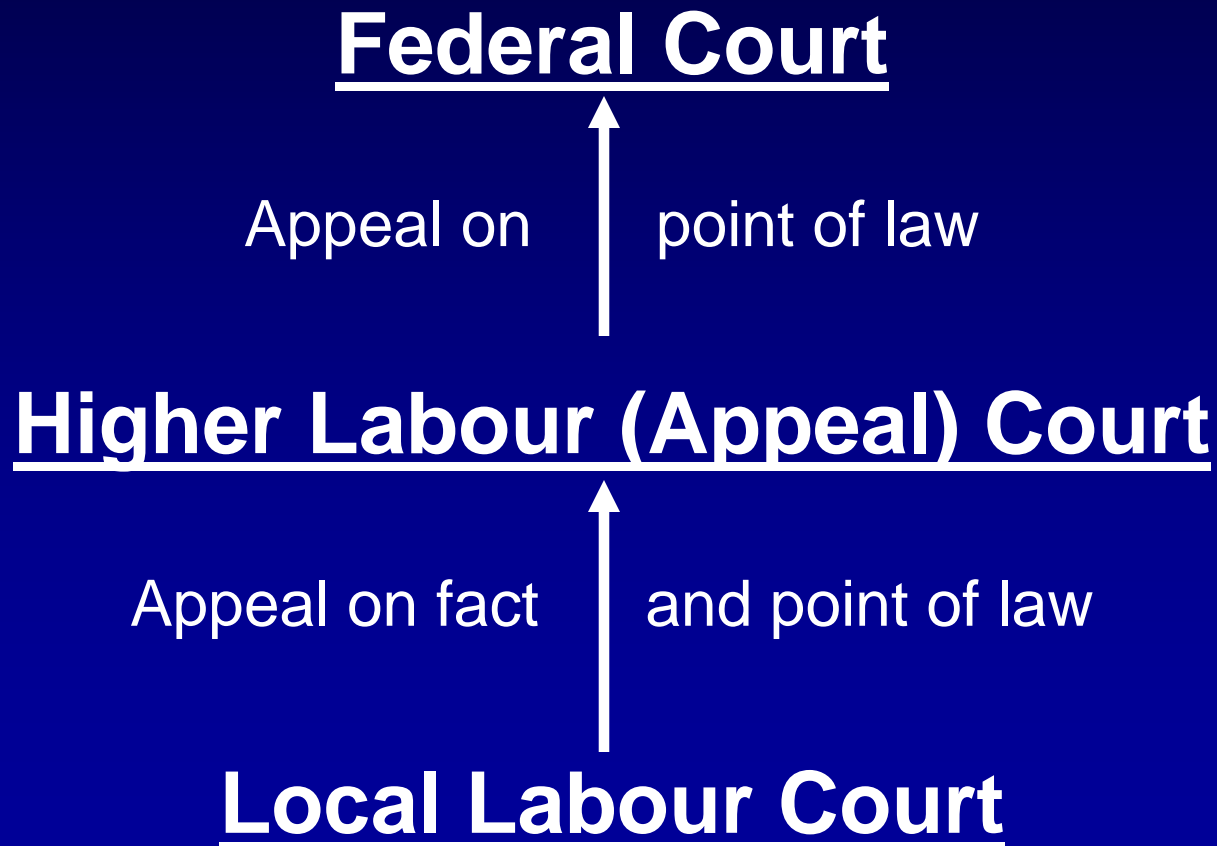 Federal Court
Appeal on point of law
Higher Labour (Appeal) Court
Appeal on fact and point of law
Local Labour Court